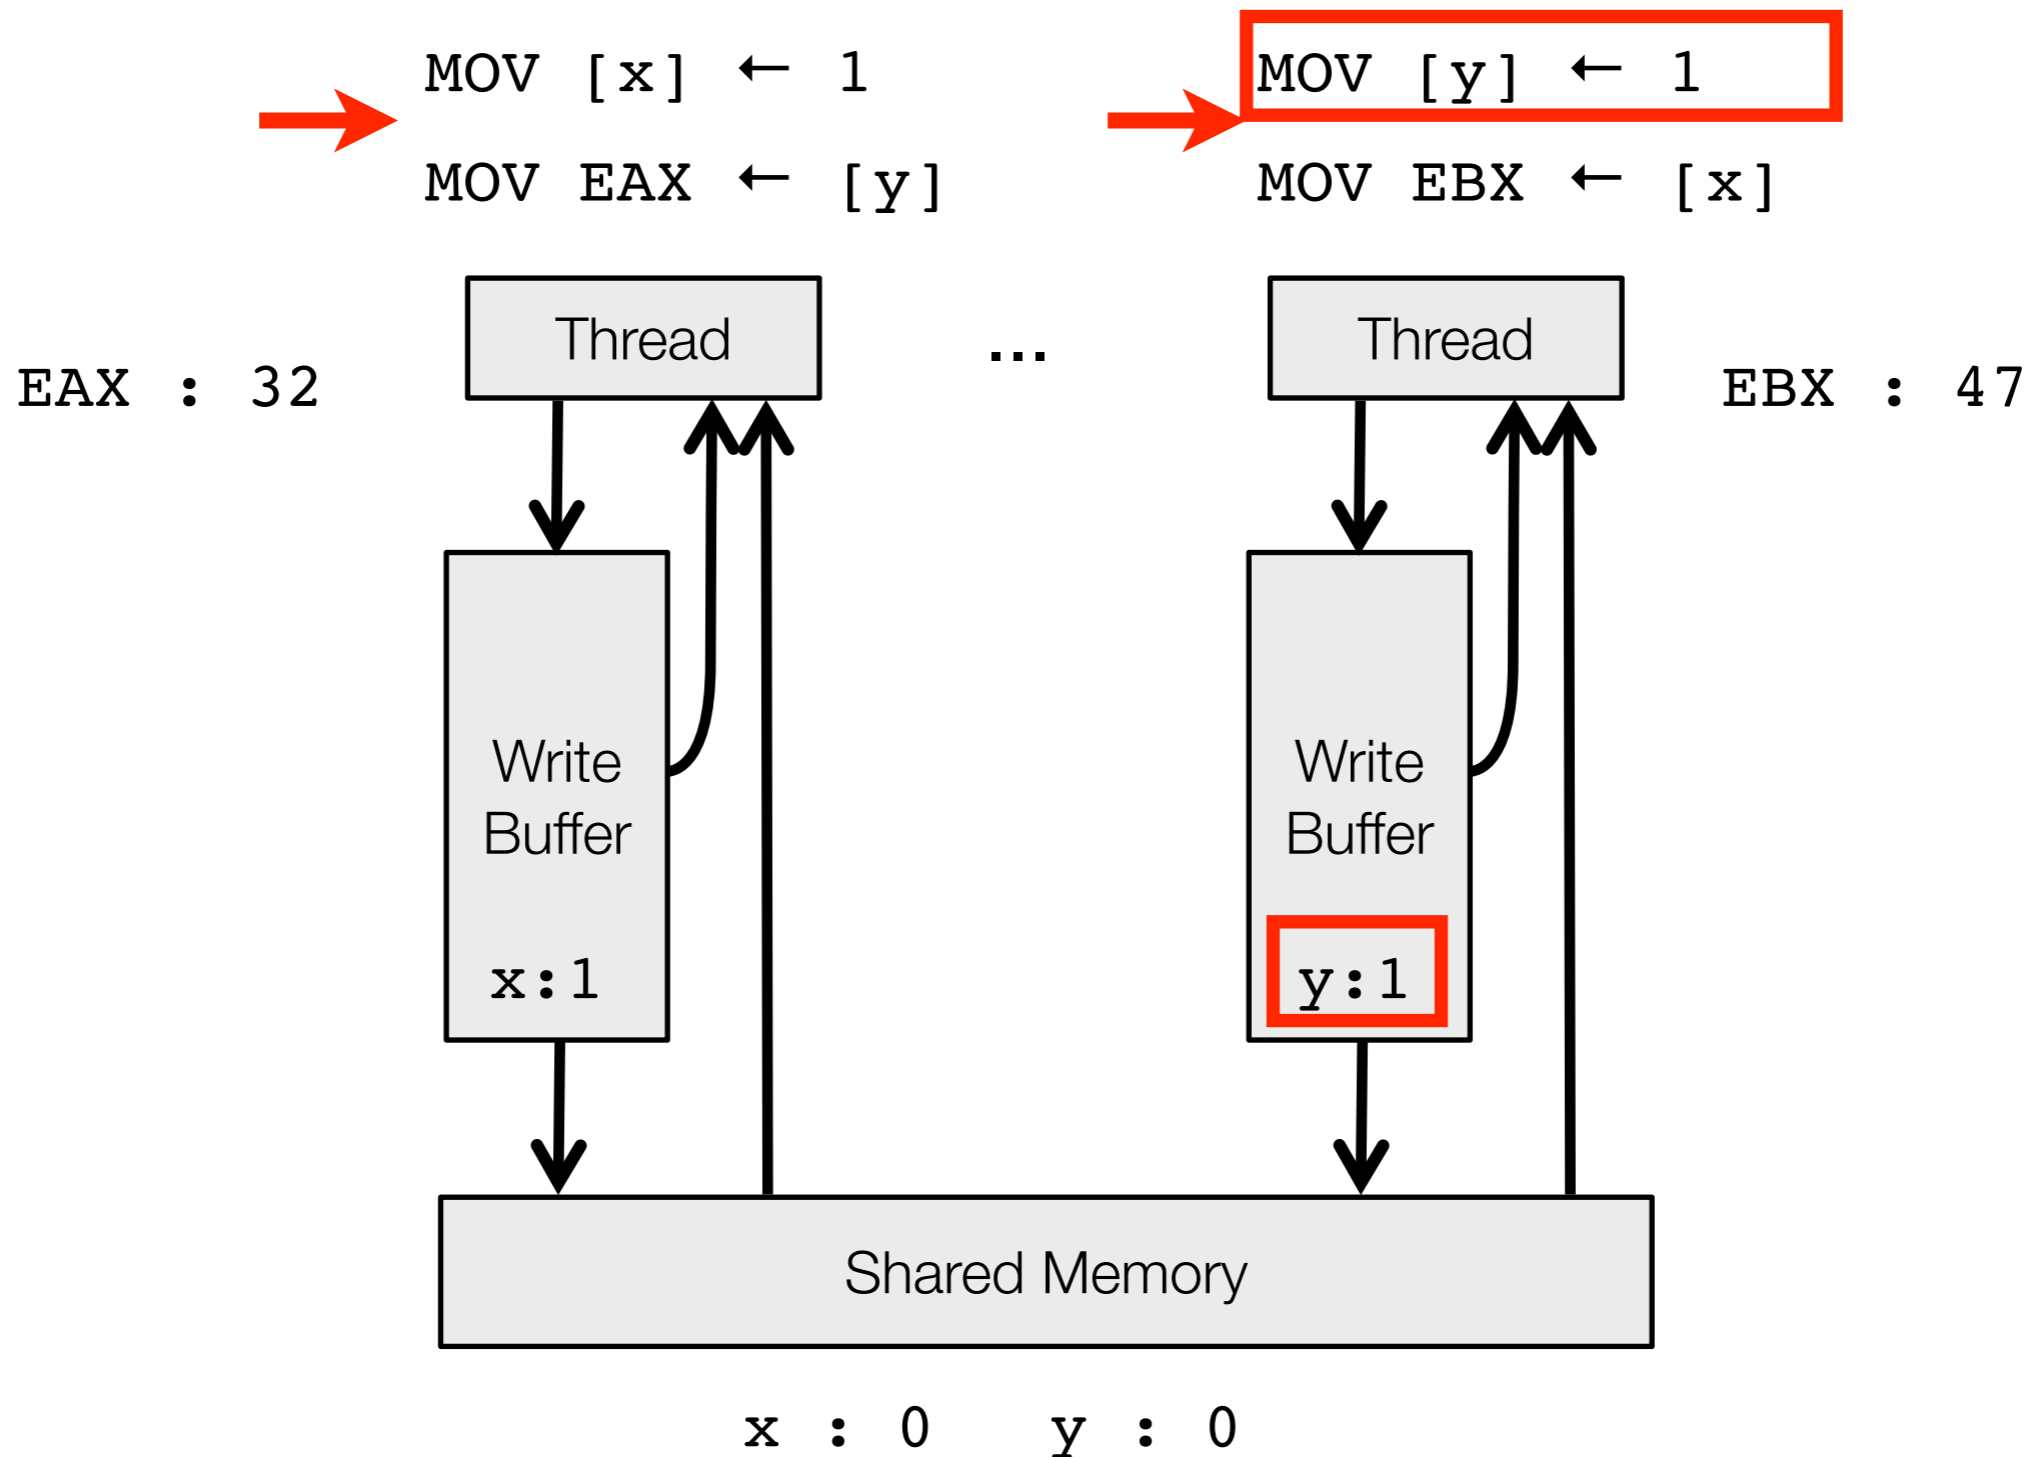 MOV [x] ← 1
MOV [y] ← 1
MOV EAX ← [y]
MOV EBX ← [x]
Thread
...
Thread
EAX : 32
EBX : 47
Write
Buffer
Write
Buffer
x:1
y:1
Shared Memory
x : 0 y : 0